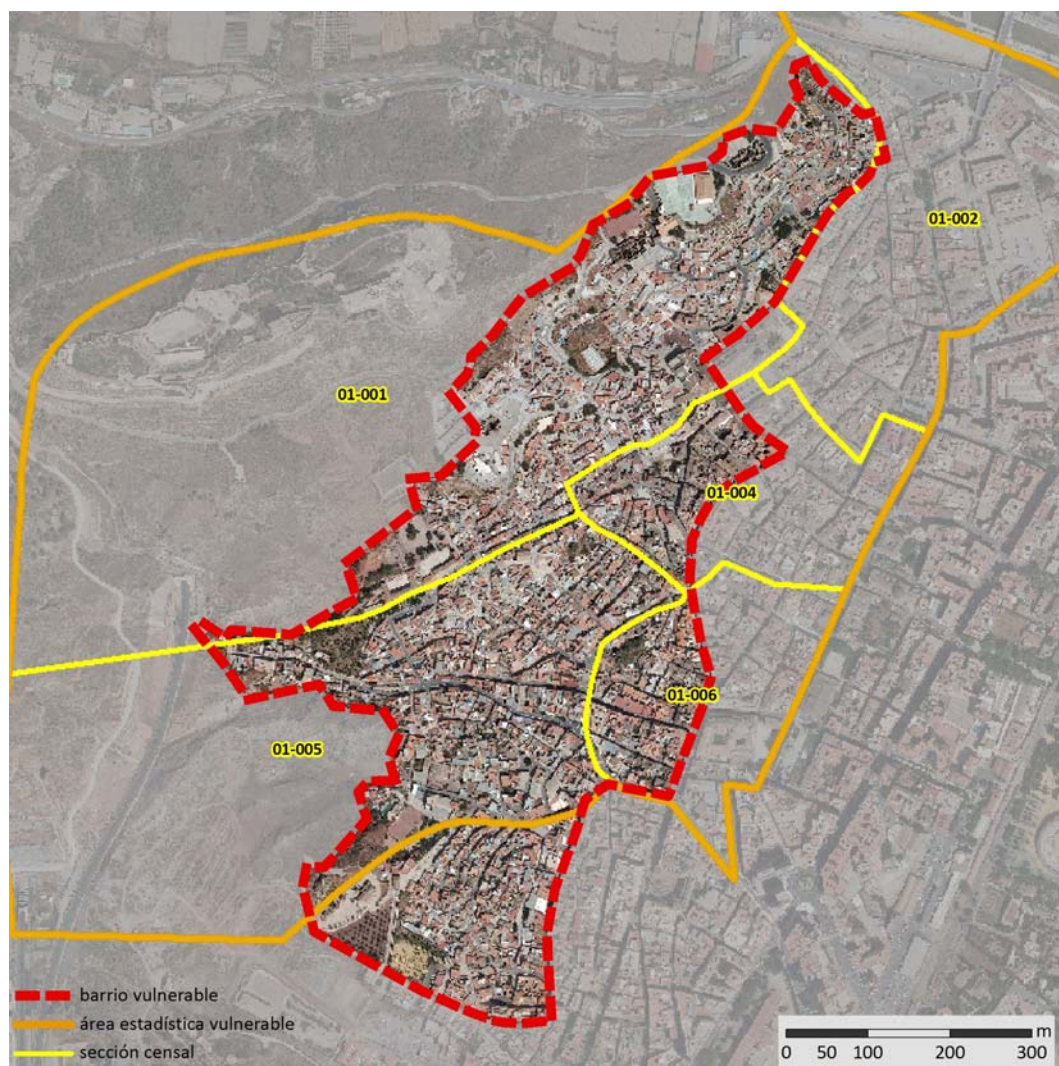 01-002
01-001
01-004
01-006
01-005
barrio vulnerable
área estadística vulnerable
sección censal
m
0 50 100 200 300